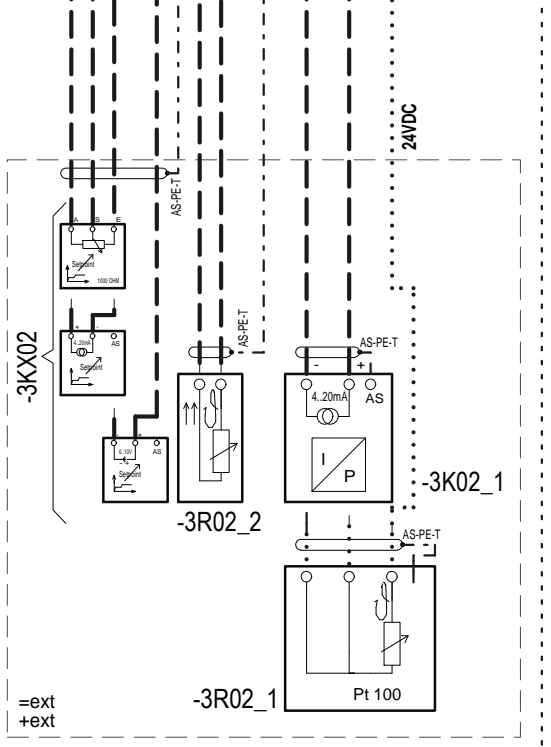 24VDC
AS-PE-T
A S E
Setpoint
1000 OHM
AS-PE-T
AS-PE-T
-3KX02
+ - AS
4..20mA
Setpoint
- + AS
4..20mA
I
P
-3K02_1
- + AS
0..10V
- +
Setpoint
-3R02_2
AS-PE-T
Pt 100
-3R02_1
=ext
+ext